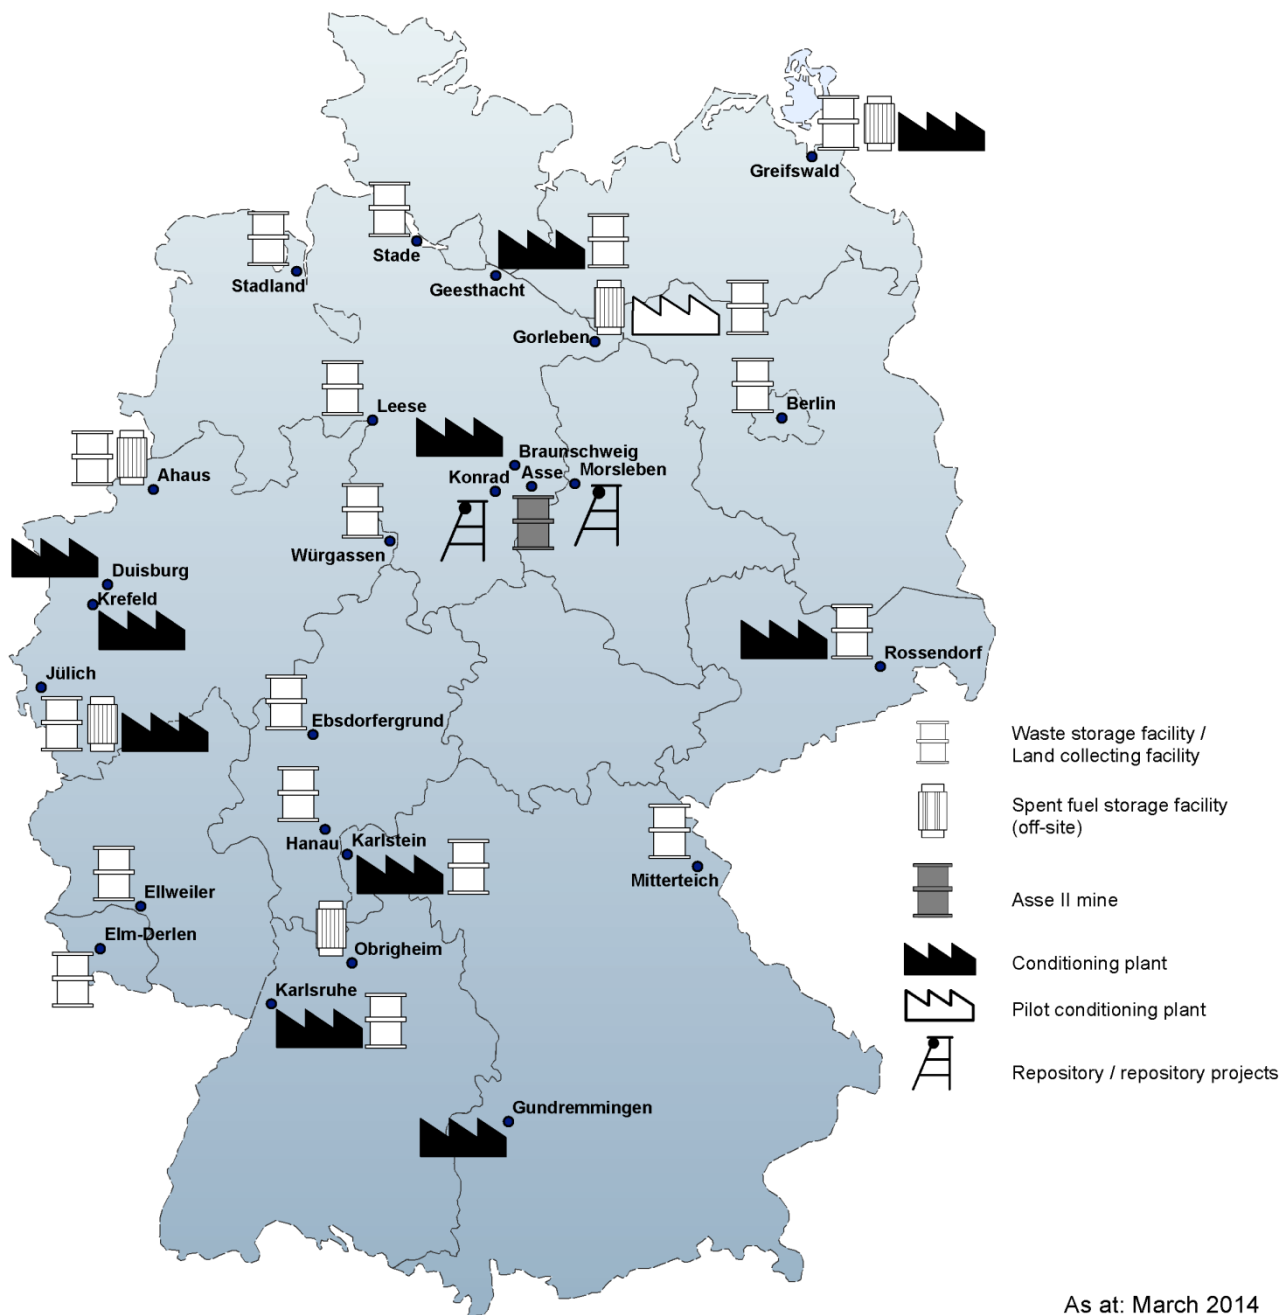 Greifswald
Stade
Stadland
Geesthacht
Gorleben
Leese
Berlin
Braunschweig
Ahaus
Konrad
Asse
Morsleben
Würgassen
Duisburg
Krefeld
Rossendorf
Jülich
Ebsdorfergrund
Hanau
Karlstein
Mitterteich
Ellweiler
Elm-Derlen
Obrigheim
Karlsruhe
Gundremmingen
Waste storage facility /
Land collecting facility
Spent fuel storage facility
(off-site)
Asse II mine
Conditioning plant
Pilot conditioning plant
Repository / repository projects
As at: March 2014